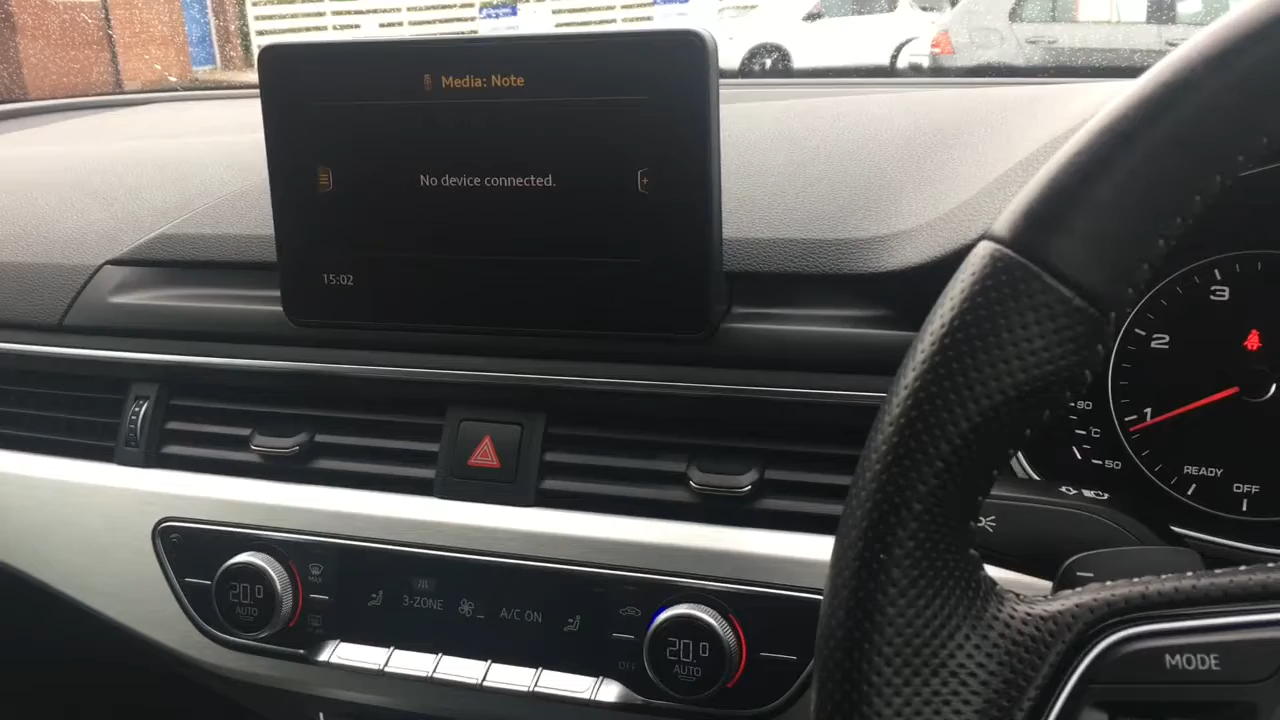 Media: Note
No device connected.
15:02
3
2
1
90
°C
50
READY
OFF
MAX
20.0
AUTO
3-ZONE
A/C ON
OFF
20.0
AUTO
MODE